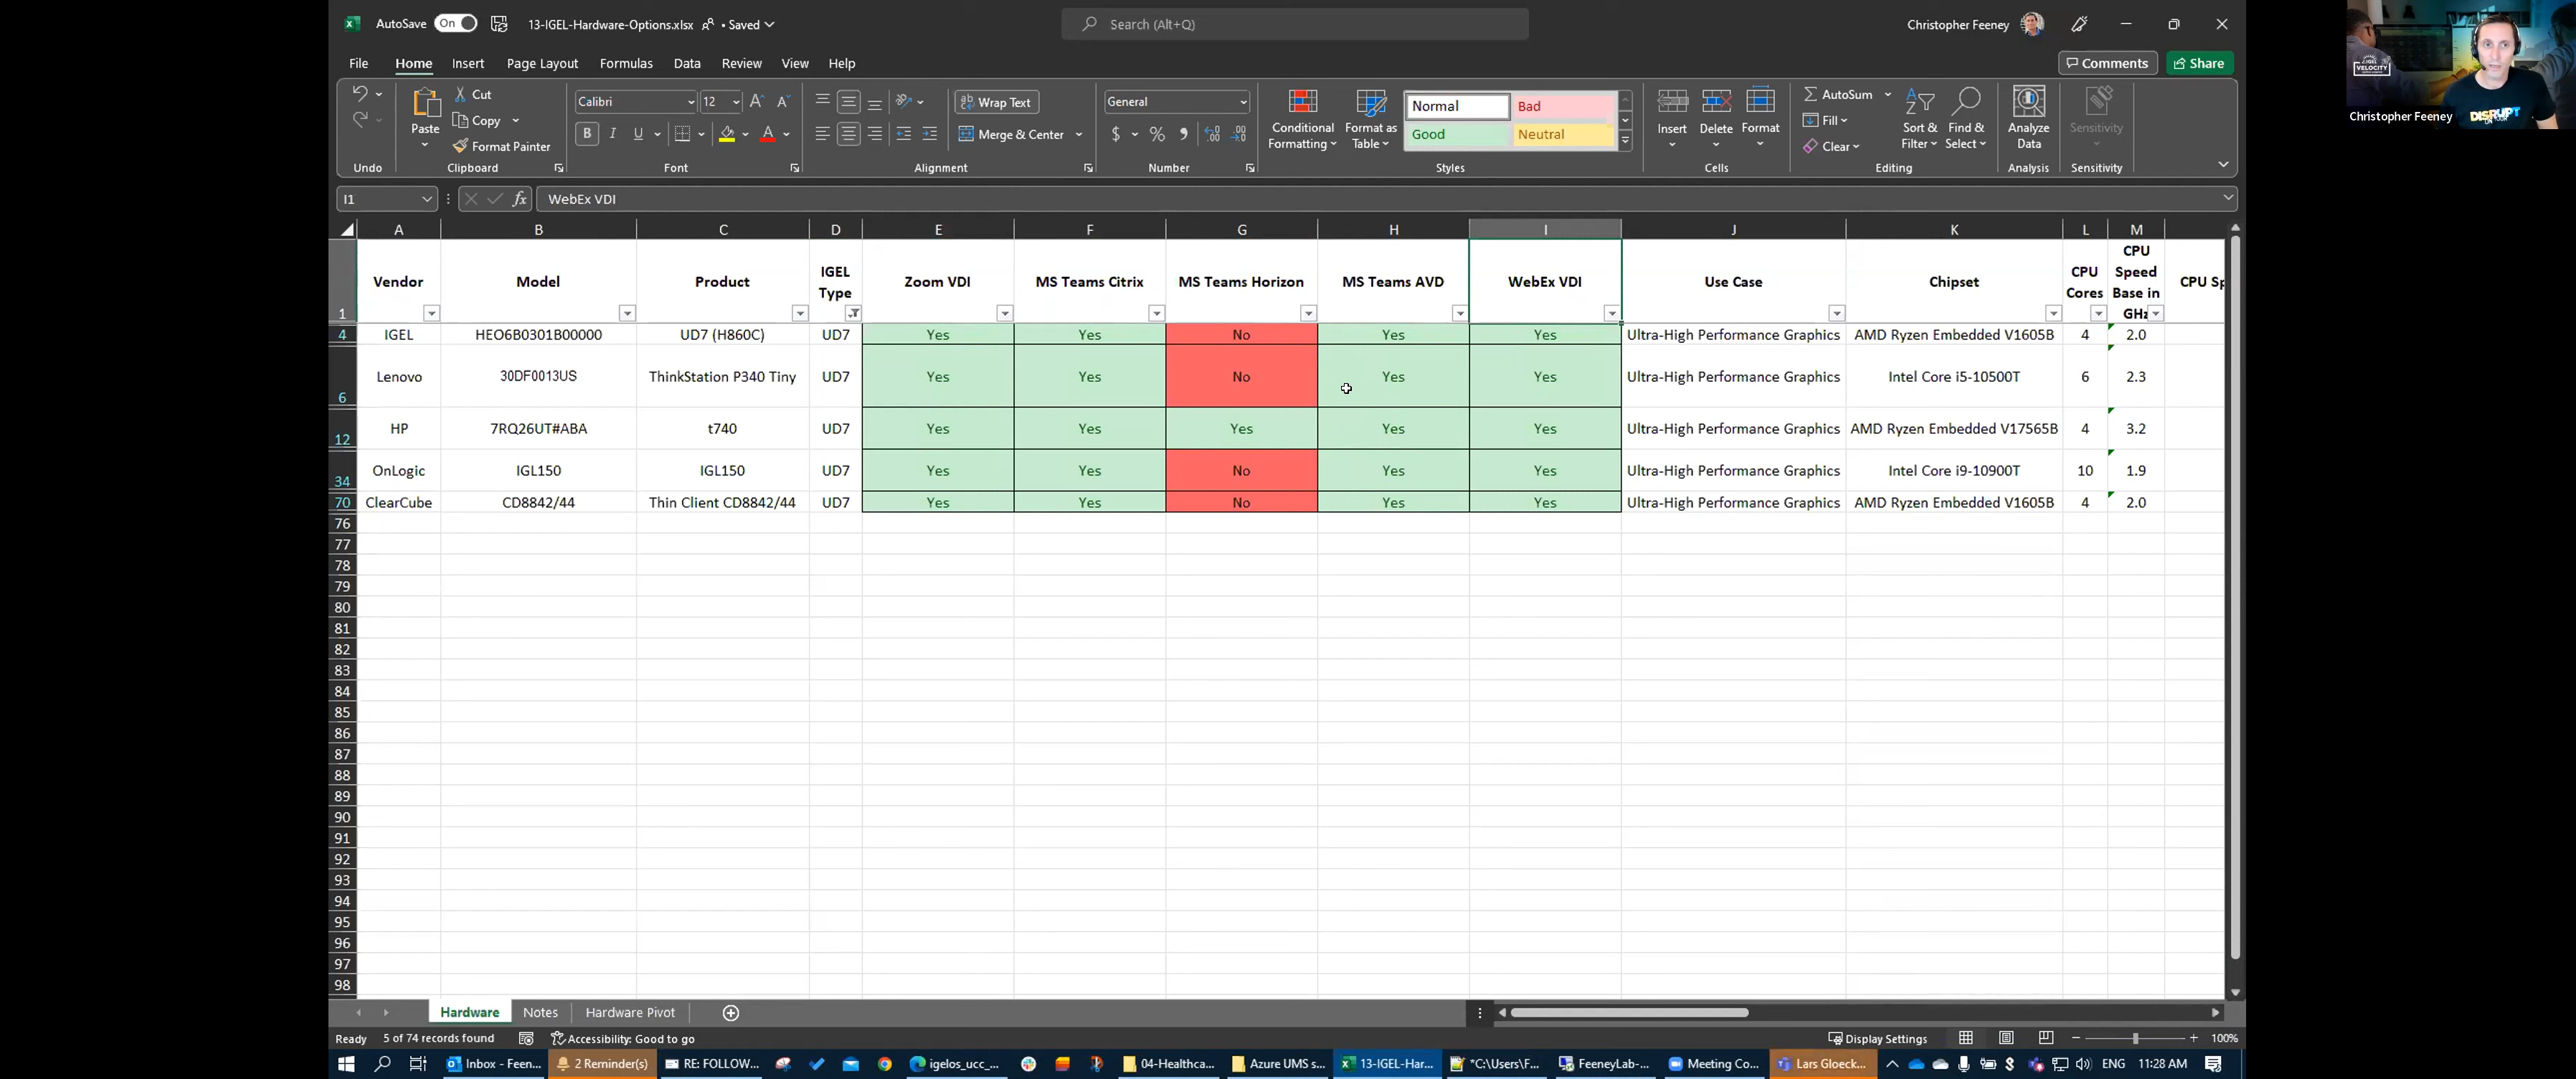 AutoSave On 13-IGEL-Hardware-Options.xlsx • Saved Search (Alt+Q) Christopher Feeney
File Home Insert Page Layout Formulas Data Review View Help Comments Share
Cut
Copy
Format Painter
Paste
Undo Clipboard
Calibri 12
B I U
Font
Wrap Text
Merge & Center
Alignment
General
$ %
Number
Conditional Formatting
Format as Table
Normal Bad
Good Neutral
Styles
Insert Delete Format
Cells
AutoSum
Fill
Clear
Sort & Filter
Find & Select
Editing
Analyze Data
Analysis
Sensitivity
Sensitivity
I1 fx WebEx VDI
A B C D E F G H I J K L M
1 Vendor Model Product IGEL Type Zoom VDI MS Teams Citrix MS Teams Horizon MS Teams AVD WebEx VDI Use Case Chipset CPU Cores CPU Speed Base in GHz CPU Sp
4 IGEL HEO6B0301B00000 UD7 (H860C) UD7 Yes Yes No Yes Yes Ultra-High Performance Graphics AMD Ryzen Embedded V1605B 4 2.0
6 Lenovo 30DF0013US ThinkStation P340 Tiny UD7 Yes Yes No Yes Yes Ultra-High Performance Graphics Intel Core i5-10500T 6 2.3
12 HP 7RQ26UT#ABA t740 UD7 Yes Yes Yes Yes Yes Ultra-High Performance Graphics AMD Ryzen Embedded V17565B 4 3.2
34 OnLogic IGL150 IGL150 UD7 Yes Yes No Yes Yes Ultra-High Performance Graphics Intel Core i9-10900T 10 1.9
70 ClearCube CD8842/44 Thin Client CD8842/44 UD7 Yes Yes No Yes Yes Ultra-High Performance Graphics AMD Ryzen Embedded V1605B 4 2.0
76
77
78
79
80
81
82
83
84
85
86
87
88
89
90
91
92
93
94
95
96
97
98
Hardware Notes Hardware Pivot
Ready 5 of 74 records found Accessibility: Good to go Display Settings 100%
Inbox - Feen... 2 Reminder(s) RE: FOLLOW... igelos_ucc_... 04-Healthca... Azure UMS s... 13-IGEL-Har... *C:\Users\F... FeeneyLab-... Meeting Co... Lars Gloeck... ENG 11:28 AM
IGEL
VELOCITY
DISRUPT
Christopher Feeney